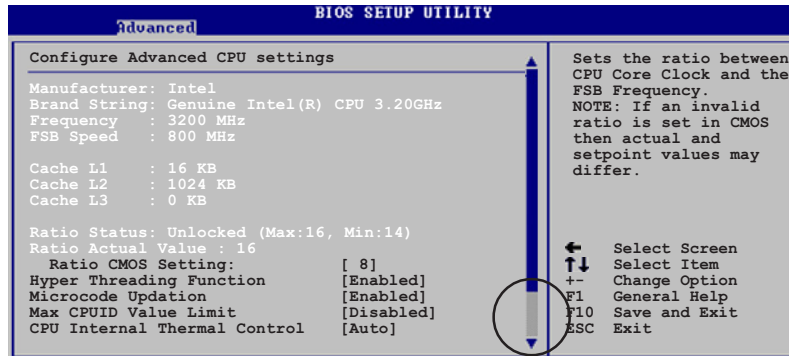 BIOS SETUP UTILITY
Advanced
Configure Advanced CPU settings
Manufacturer: Intel
Brand String: Genuine Intel(R) CPU 3.20GHz
Frequency : 3200 MHz
FSB Speed : 800 MHz
Cache L1 : 16 KB
Cache L2 : 1024 KB
Cache L3 : 0 KB
Ratio Status: Unlocked (Max:16, Min:14)
Ratio Actual Value : 16
Ratio CMOS Setting: [ 8]
Hyper Threading Function [Enabled]
Microcode Updation [Enabled]
Max CPUID Value Limit [Disabled]
CPU Internal Thermal Control [Auto]
Sets the ratio between
CPU Core Clock and the
FSB Frequency.
NOTE: If an invalid
ratio is set in CMOS
then actual and
setpoint values may
differ.
← Select Screen
↑↓ Select Item
+- Change Option
F1 General Help
F10 Save and Exit
ESC Exit